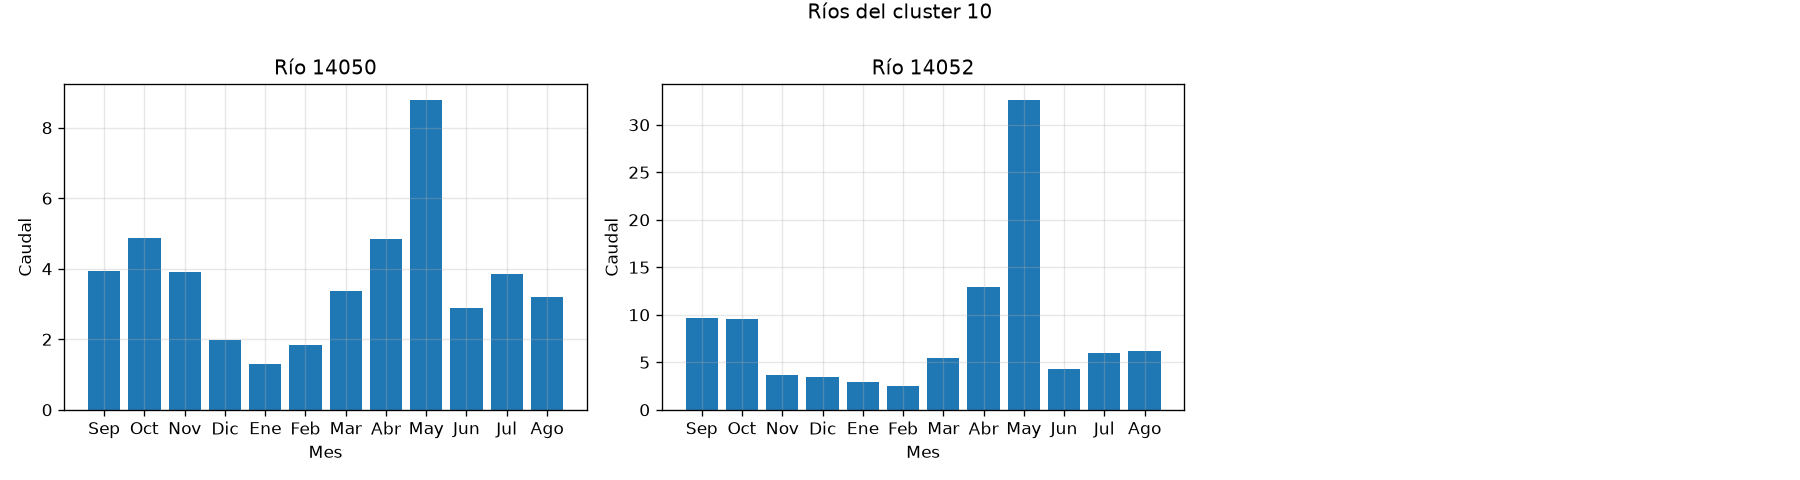 Ríos del cluster 10
Río 14050
Caudal
8
6
4
2
0
Sep Oct Nov Dic Ene Feb Mar Abr May Jun Jul Ago
Mes
Río 14052
Caudal
30
25
20
15
10
5
0
Sep Oct Nov Dic Ene Feb Mar Abr May Jun Jul Ago
Mes